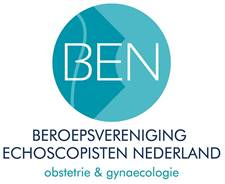 BEN
BEROEPSVERENIGING
ECHOSCOPISTEN NEDERLAND
obstetrie & gynaecologie